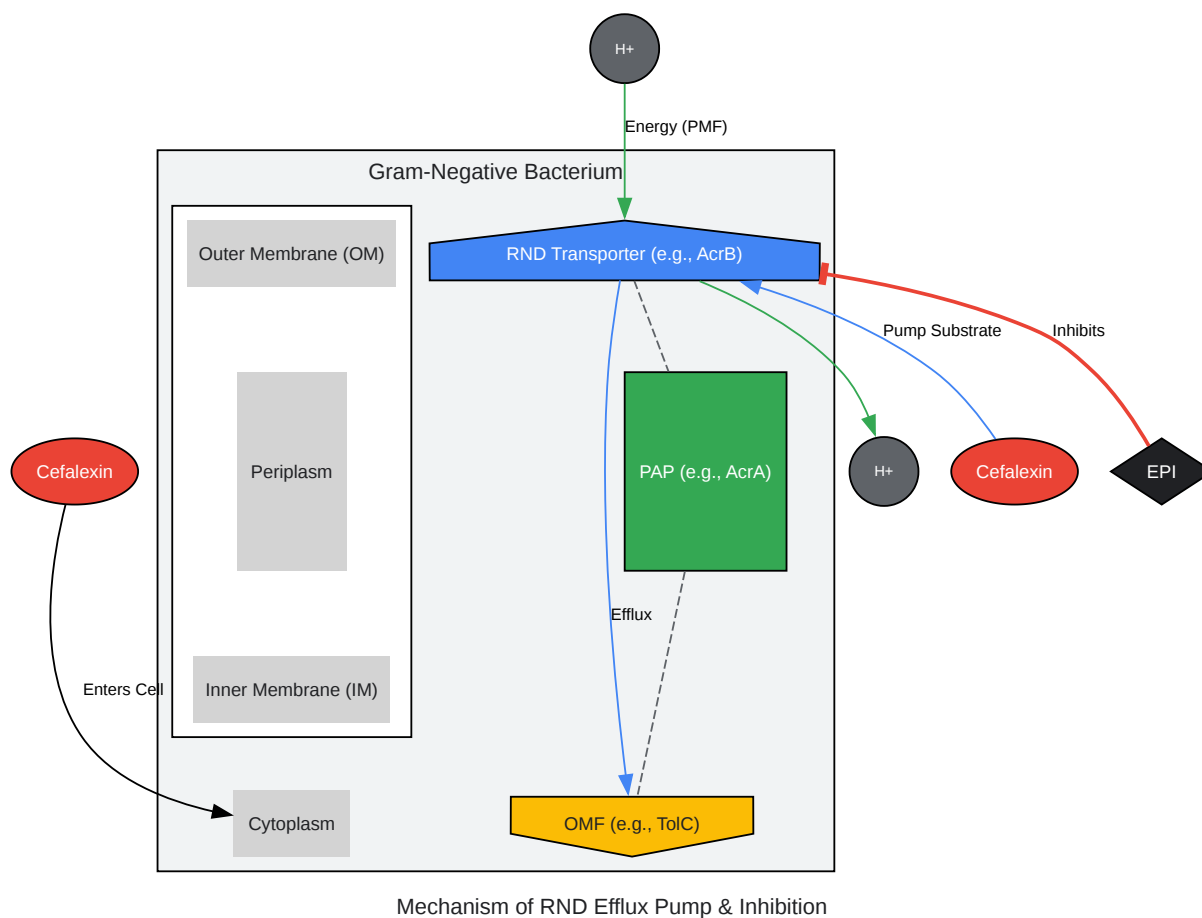 H+
Energy (PMF)
Gram-Negative Bacterium
Outer Membrane (OM)
RND Transporter (e.g., AcrB)
Pump Substrate
Inhibits
Cefalexin
Periplasm
PAP (e.g., AcrA)
H+
Cefalexin
EPI
Efflux
Enters Cell
Inner Membrane (IM)
Cytoplasm
OMF (e.g., TolC)
Mechanism of RND Efflux Pump & Inhibition